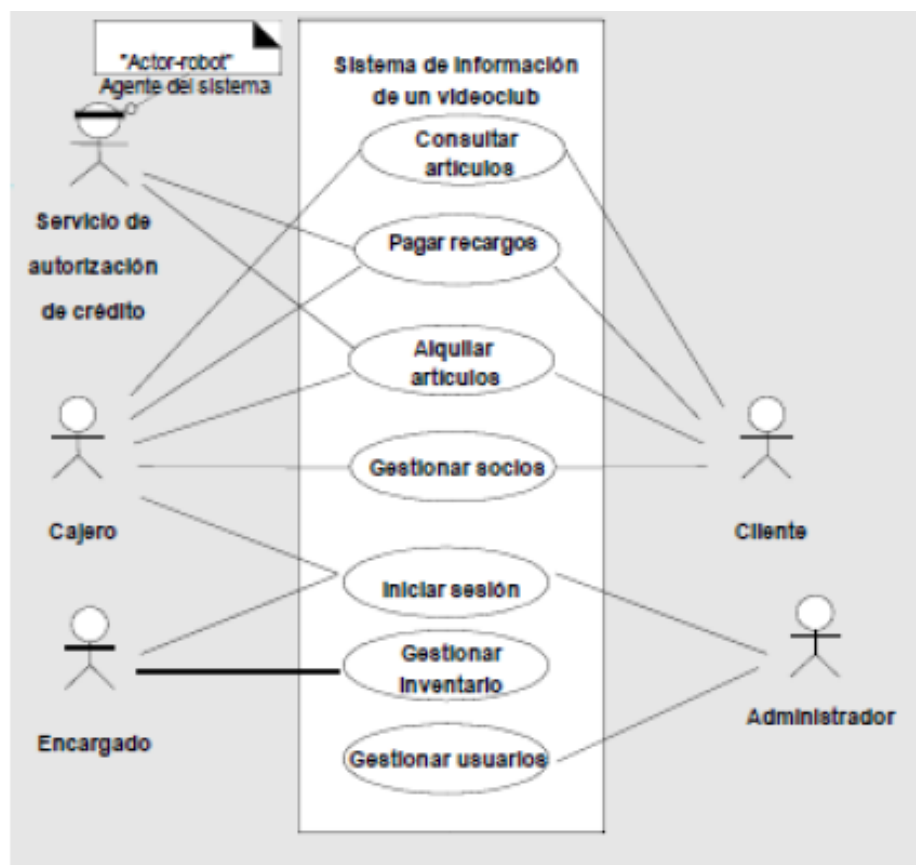 "Actor-robot"
Agente del sistema
Sistema de información
de un videoclub
Consultar
artículos
Servicio de
autorización
de crédito
Pagar recargos
Alquilar
artículos
Gestionar socios
Cajero
Cliente
Iniciar sesión
Gestionar
inventario
Administrador
Encargado
Gestionar usuarios